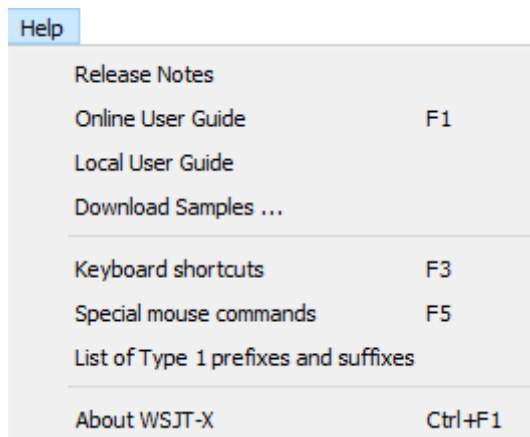 Help
Release Notes
Online User Guide F1
Local User Guide
Download Samples ...
Keyboard shortcuts F3
Special mouse commands F5
List of Type 1 prefixes and suffixes
About WSJT-X Ctrl+F1